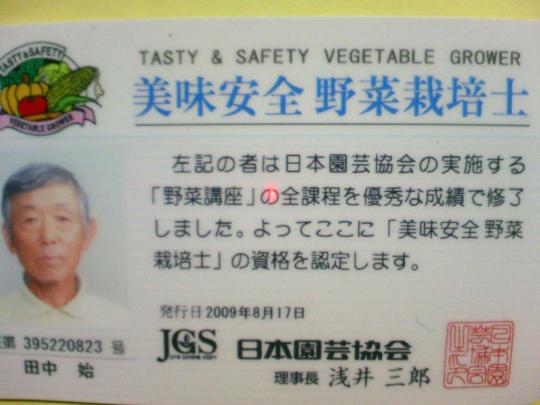 TASTY & SAFETY
VEGETABLE GROWER
TASTY & SAFETY VEGETABLE GROWER
美味安全 野菜栽培士
左記の者は日本園芸協会の実施する
「野菜講座」の全課程を優秀な成績で修了
しました。よってここに「美味安全 野菜
栽培士」の資格を認定します。
発行日 2009年8月17日
第 395220823 号
田中 始
JGS 日本園芸協会
理事長 浅井 三郎